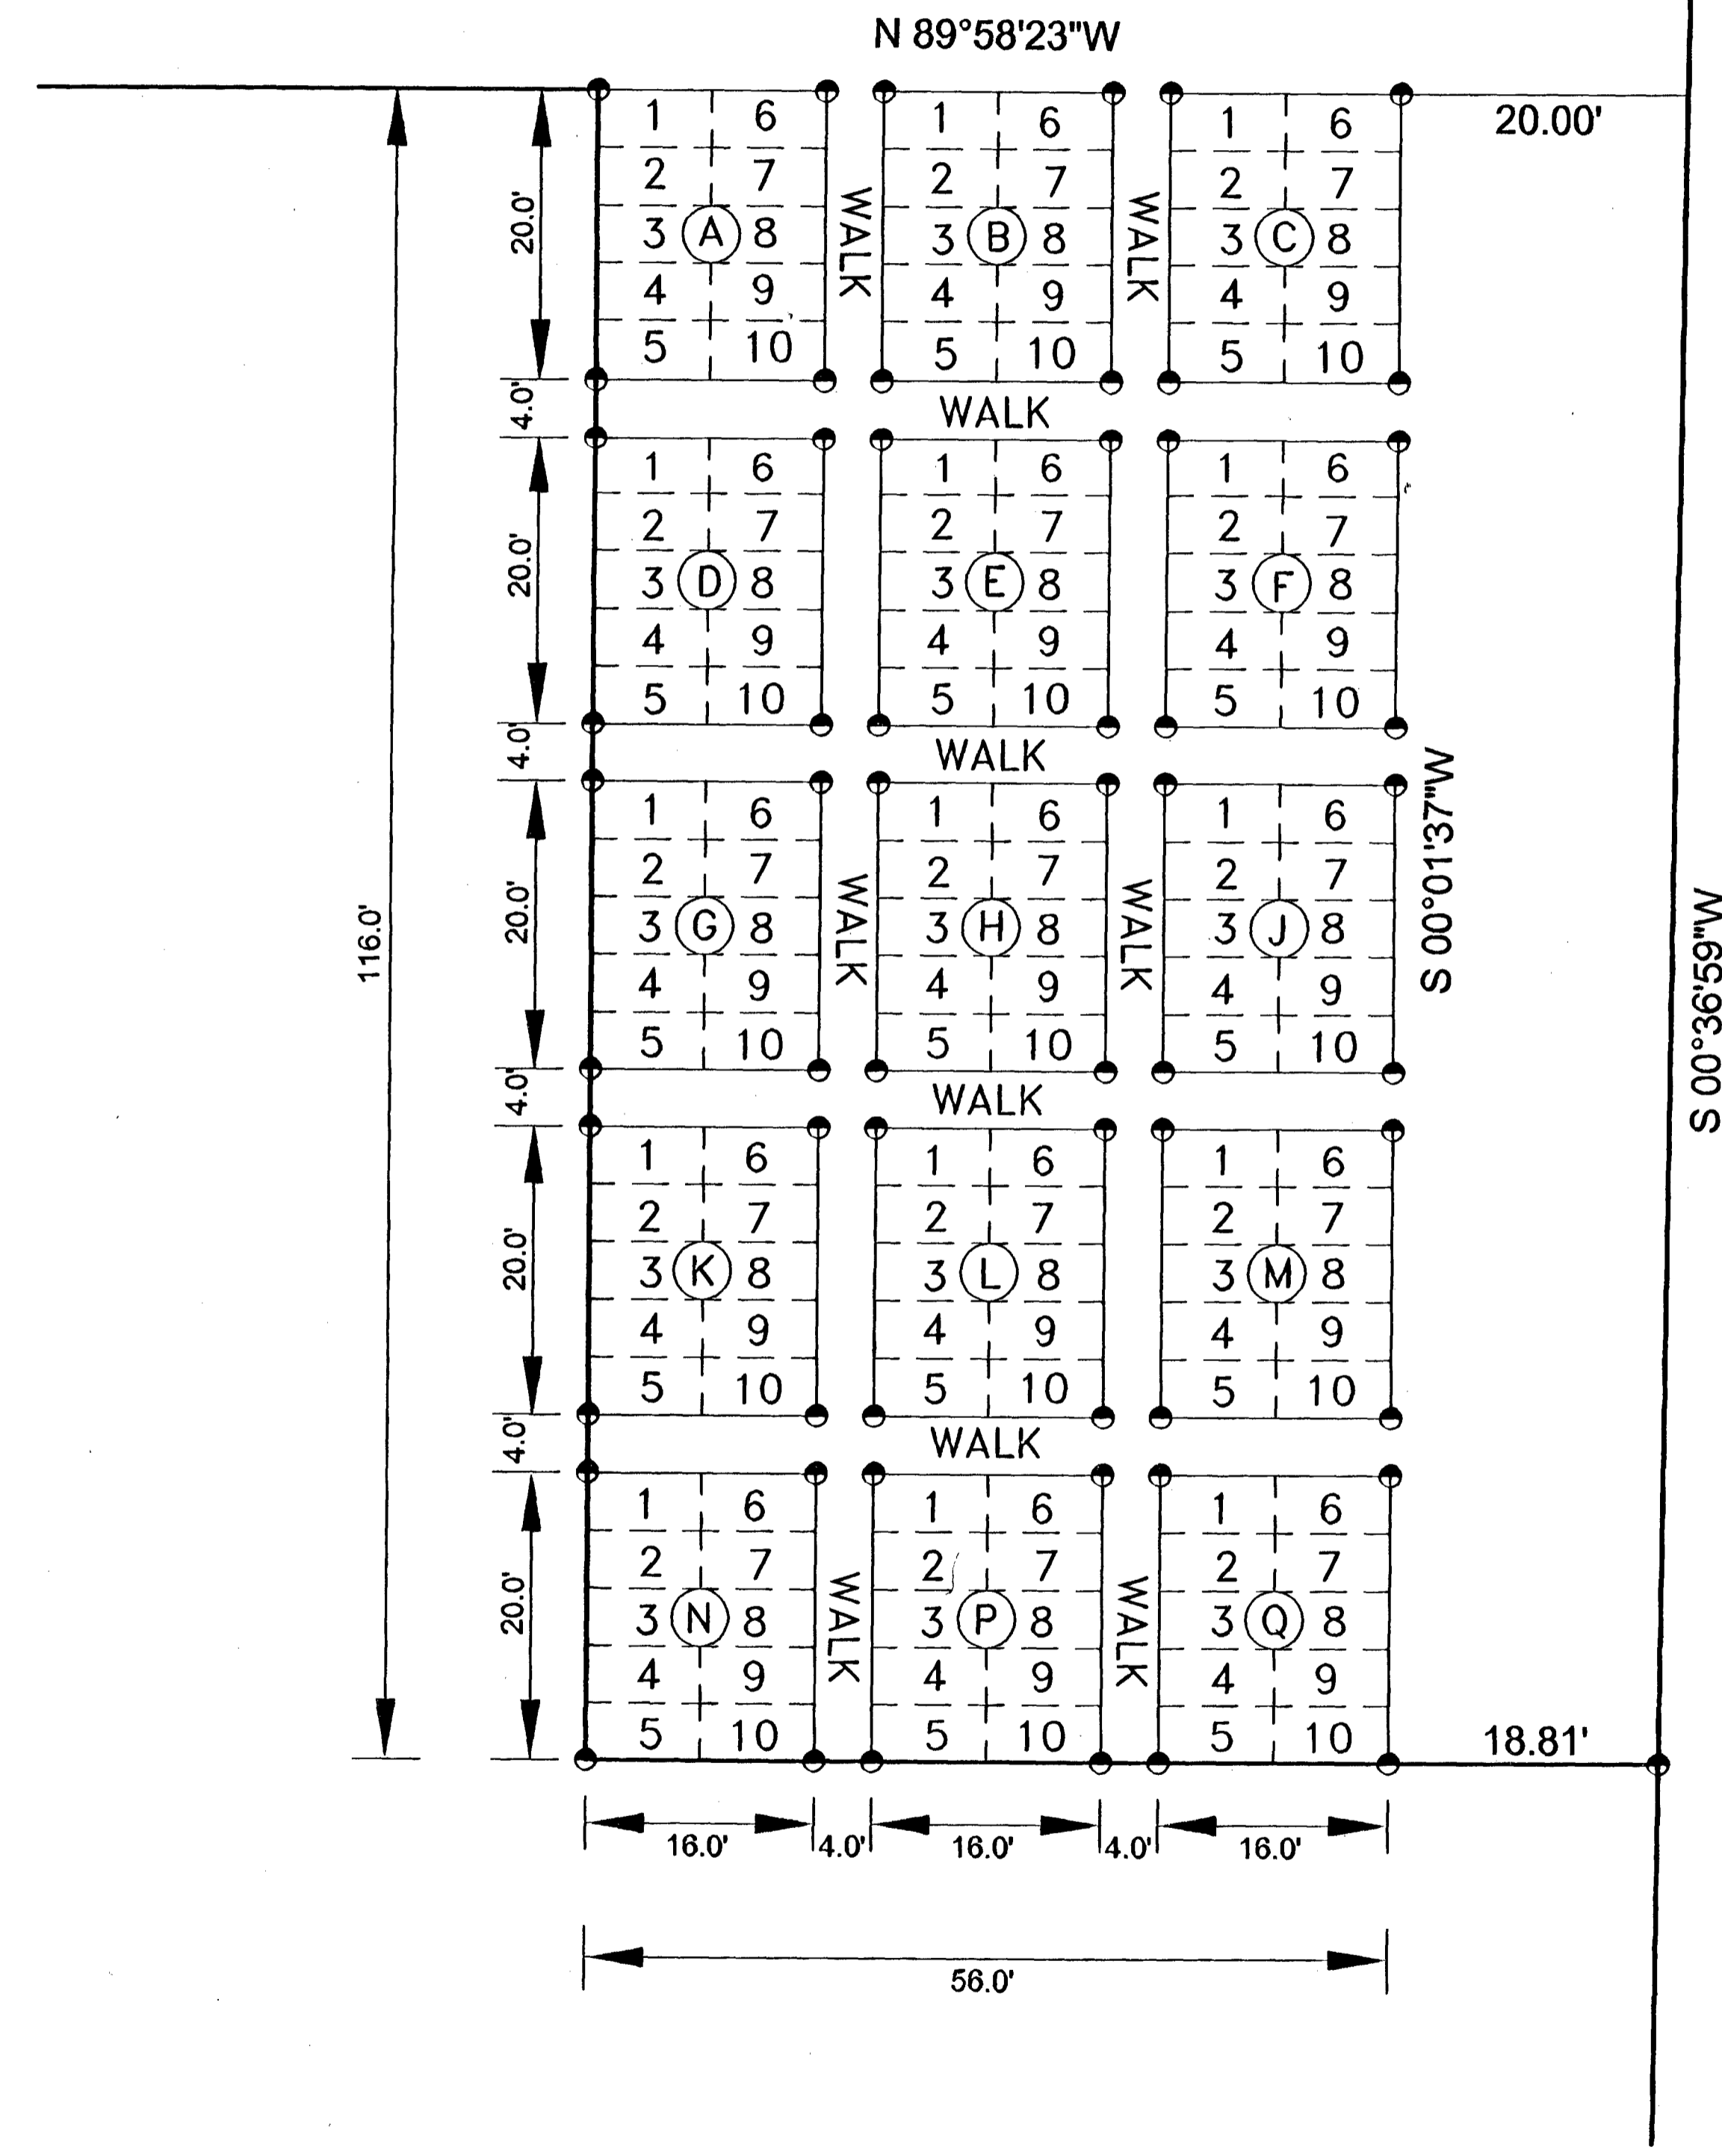 N 89°58'23"W
20.00'
1 6 1 6 1 6
2 7 2 7 2 7
3 A 8 3 B 8 3 C 8
4 9 4 9 4 9
5 10 5 10 5 10
20.0'
WALK
WALK
4.0'
WALK
1 6 1 6 1 6
2 7 2 7 2 7
3 D 8 3 E 8 3 F 8
4 9 4 9 4 9
5 10 5 10 5 10
20.0'
4.0'
WALK
1 6 1 6 1 6
2 7 2 7 2 7
3 G 8 3 H 8 3 J 8
4 9 4 9 4 9
5 10 5 10 5 10
116.0'
20.0'
WALK
WALK
S 00°01'37"W
S 00°36'59"W
4.0'
WALK
1 6 1 6 1 6
2 7 2 7 2 7
3 K 8 3 L 8 3 M 8
4 9 4 9 4 9
5 10 5 10 5 10
20.0'
4.0'
WALK
1 6 1 6 1 6
2 7 2 7 2 7
3 N 8 3 P 8 3 Q 8
4 9 4 9 4 9
5 10 5 10 5 10
20.0'
WALK
WALK
18.81'
16.0' 4.0' 16.0' 4.0' 16.0'
56.0'